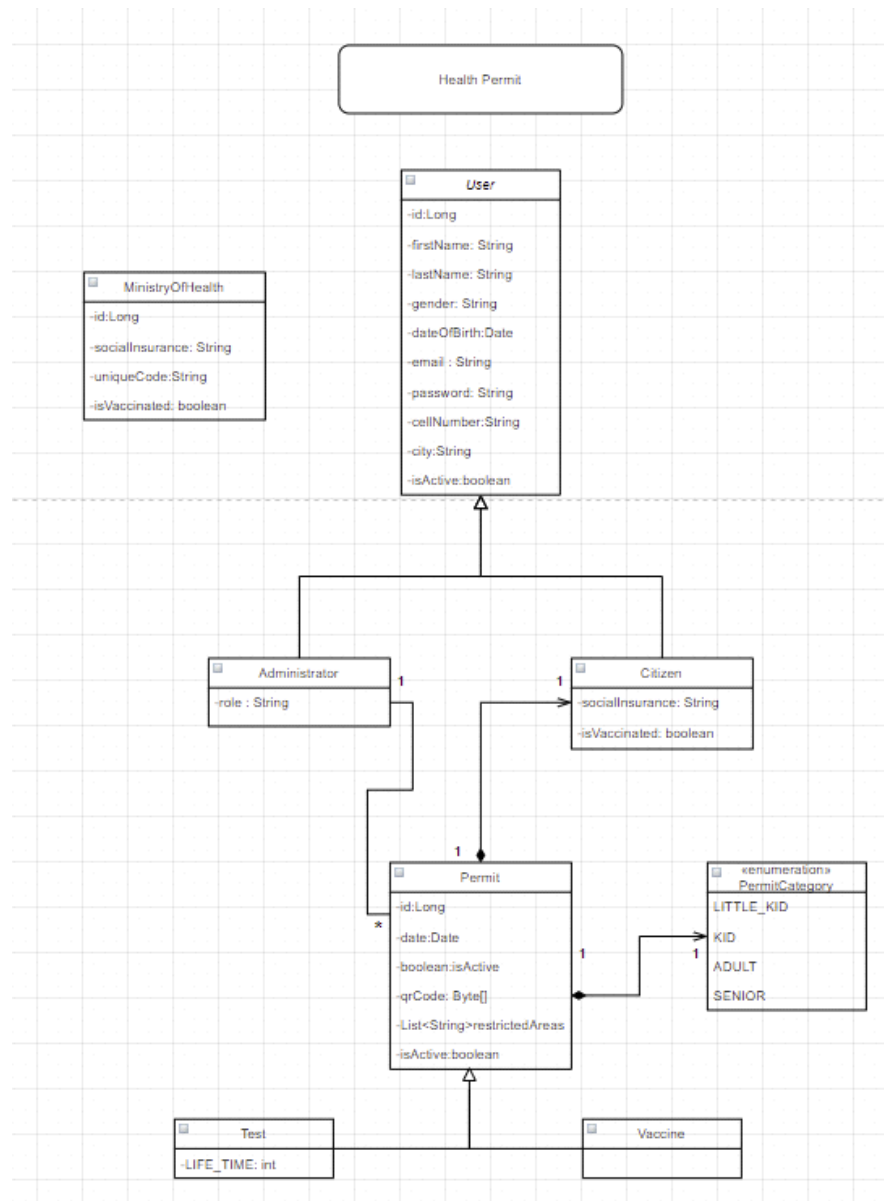 Health Permit
User
-id:Long
-firstName: String
-lastName: String
-gender: String
-dateOfBirth:Date
-email : String
-password: String
-cellNumber:String
-city:String
-isActive:boolean
MinistryOfHealth
-id:Long
-socialInsurance: String
-uniqueCode:String
-isVaccinated: boolean
Administrator
-role : String
1
1
Citizen
-socialInsurance: String
-isVaccinated: boolean
1
*
Permit
-id:Long
-date:Date
-boolean:isActive
-qrCode: Byte[]
-List<String>restrictedAreas
-isActive:boolean
1
1
«enumeration»
PermitCategory
LITTLE_KID
KID
ADULT
SENIOR
Test
-LIFE_TIME: int
Vaccine